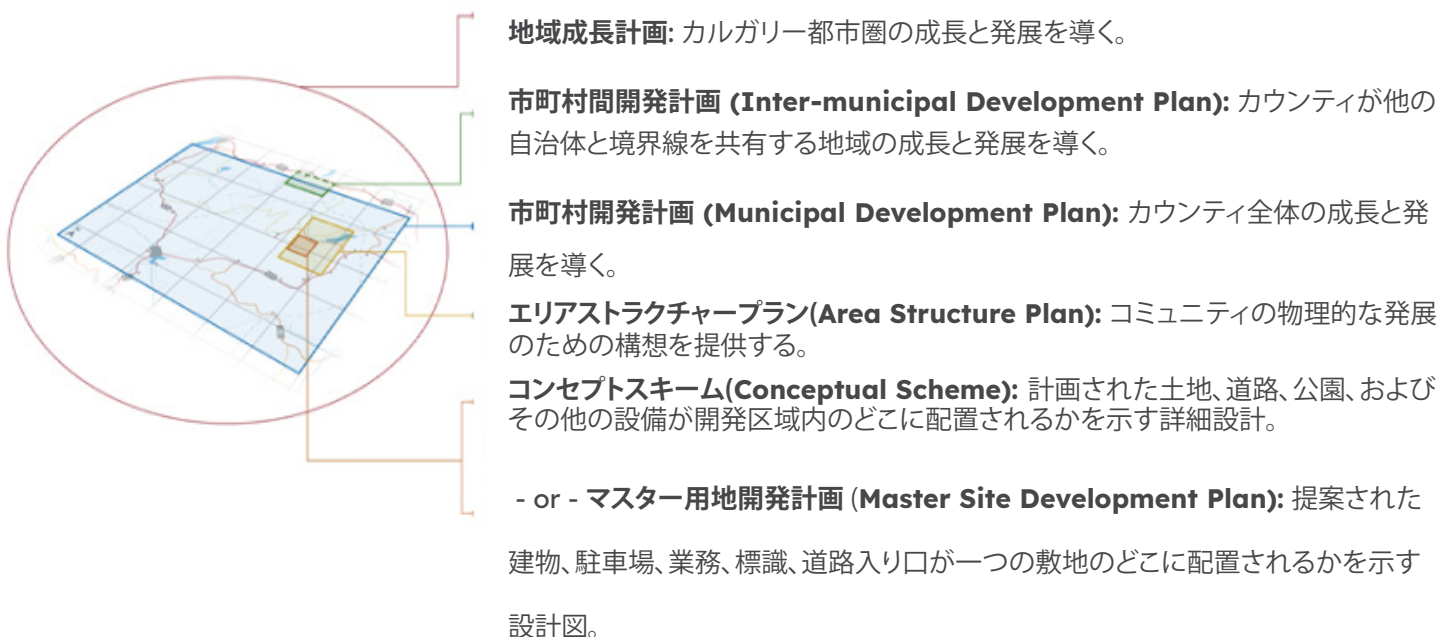 地域成長計画: カルガリー都市圏の成長と発展を導く。
市町村間開発計画 (Inter-municipal Development Plan): カウンティが他の
自治体と境界線を共有する地域の成長と発展を導く。
市町村開発計画 (Municipal Development Plan): カウンティ全体の成長と発
展を導く。
エリアストラクチャープラン(Area Structure Plan): コミュニティの物理的な発展
のための構想を提供する。
コンセプトスキーム(Conceptual Scheme): 計画された土地、道路、公園、および
その他の設備が開発区域内のどこに配置されるかを示す詳細設計。
- or - マスター用地開発計画 (Master Site Development Plan): 提案された
建物、駐車場、業務、標識、道路入り口が一つの敷地のどこに配置されるかを示す
設計図。